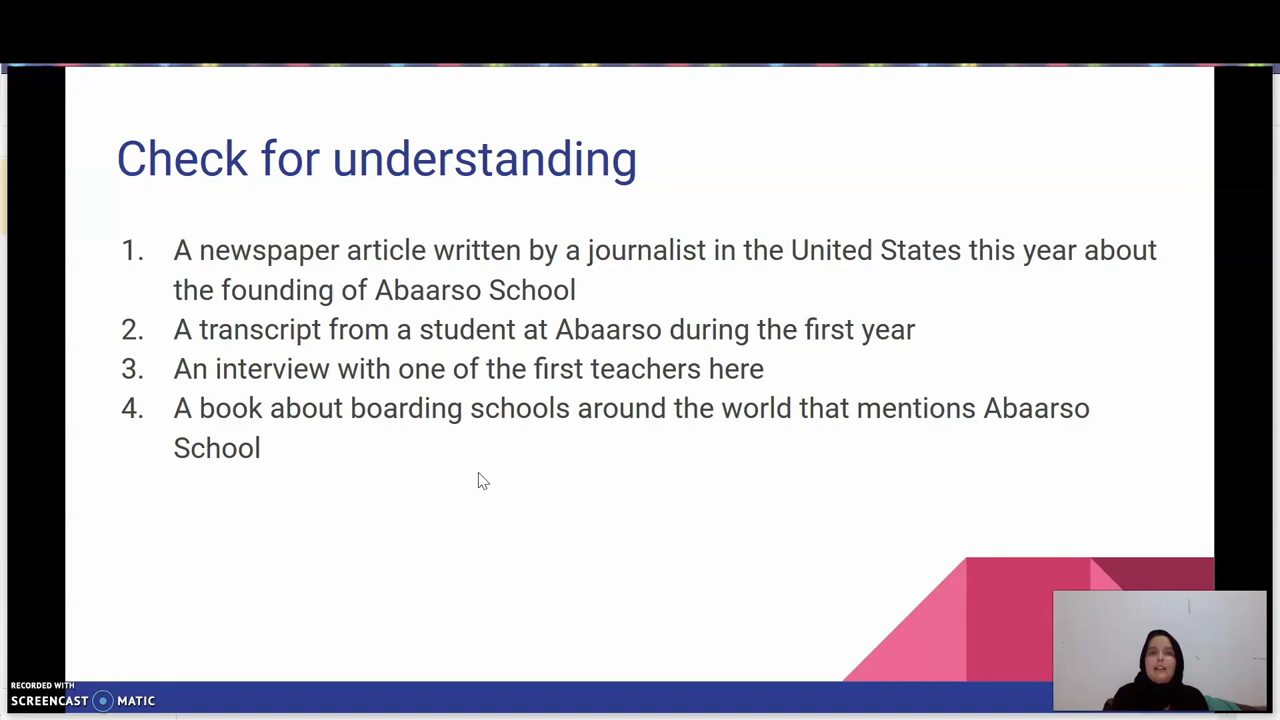 Check for understanding
1. A newspaper article written by a journalist in the United States this year about
the founding of Abaarso School
2. A transcript from a student at Abaarso during the first year
3. An interview with one of the first teachers here
4. A book about boarding schools around the world that mentions Abaarso
School
RECORDED WITH
SCREENCAST MATIC